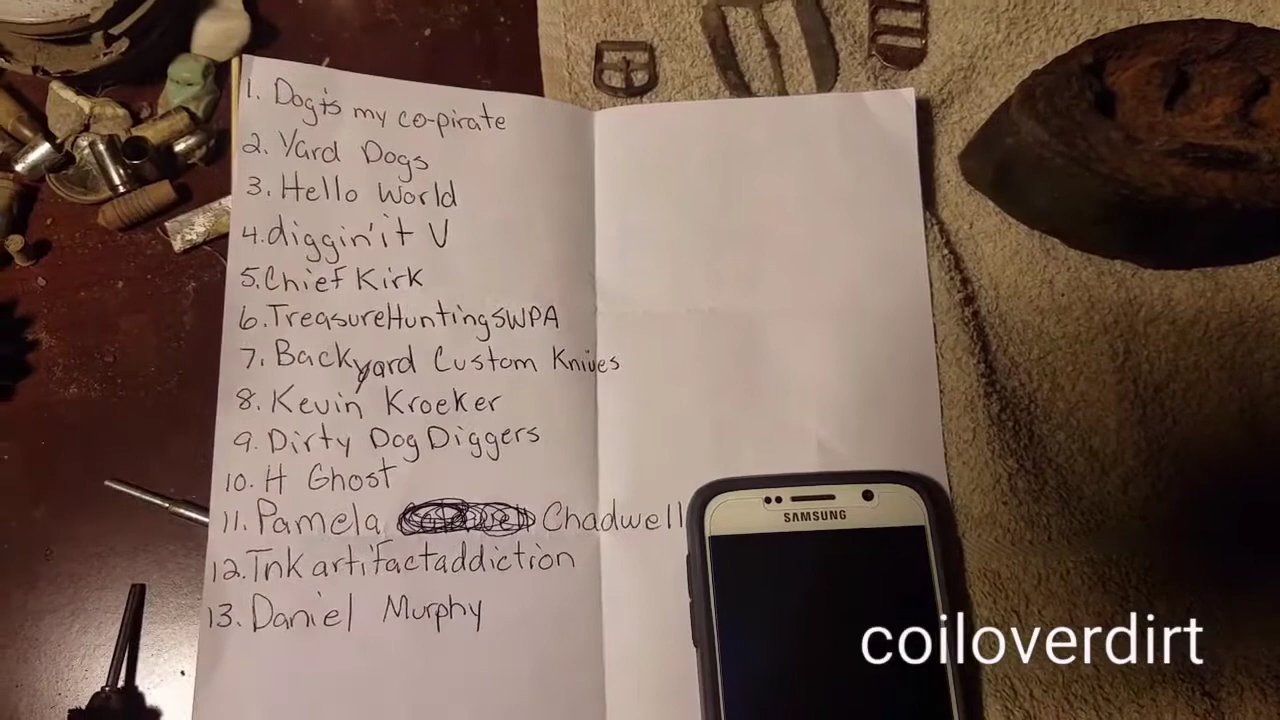 1. Dog is my co-pirate
2. Yard Dogs
3. Hello World
4. diggin'it V
5. Chief Kirk
6. TreasureHuntingSWPA
7. Backyard Custom Knives
8. Kevin Kroeker
9. Dirty Dog Diggers
10. H Ghost
11. Pamela Chadwell
12. Tnk artifactaddiction
13. Daniel Murphy
SAMSUNG
coiloverdirt